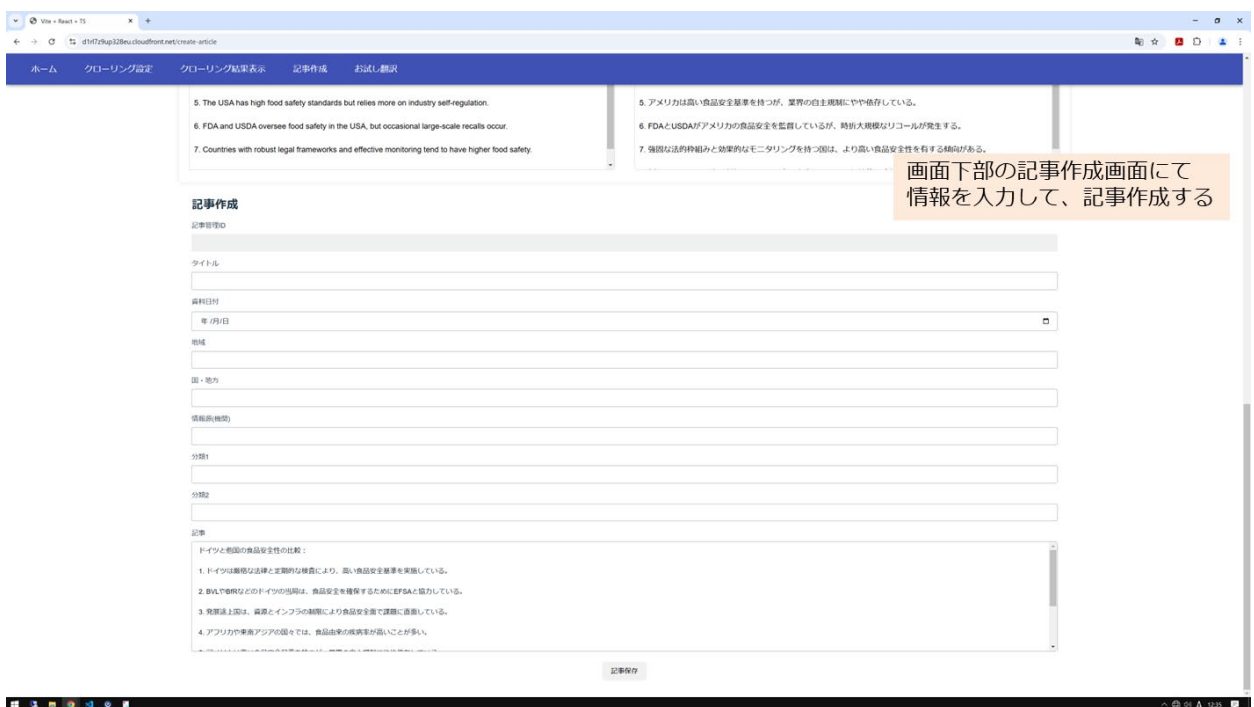 Vite + React + TS
d1rl7z9up328eu.cloudfront.net/create-article
ホーム クローリング設定 クローリング結果表示 記事作成 お試し翻訳
5. The USA has high food safety standards but relies more on industry self-regulation.
6. FDA and USDA oversee food safety in the USA, but occasional large-scale recalls occur.
7. Countries with robust legal frameworks and effective monitoring tend to have higher food safety.
5. アメリカは高い食品安全基準を持つが、業界の自主規制にやや依存している。
6. FDAとUSDAがアメリカの食品安全を監督しているが、時折大規模なリコールが発生する。
7. 強固な法的枠組みと効果的なモニタリングを持つ国は、より高い食品安全性を有する傾向がある。
画面下部の記事作成画面にて
情報を入力して、記事作成する
記事作成
記事管理ID
タイトル
資料日付
年 /月/日
地域
国・地方
情報源(機関)
分類1
分類2
記事
ドイツと他国の食品安全性の比較：
1. ドイツは厳格な法律と定期的な検査により、高い食品安全基準を実施している。
2. BVLやBfRなどのドイツの当局は、食品安全を確保するためにEFSAと協力している。
3. 発展途上国は、資源とインフラの制限により食品安全面で課題に直面している。
4. アフリカや東南アジアの国々では、食品由来の疾病率が高いことが多い。
記事保存
A 12:35